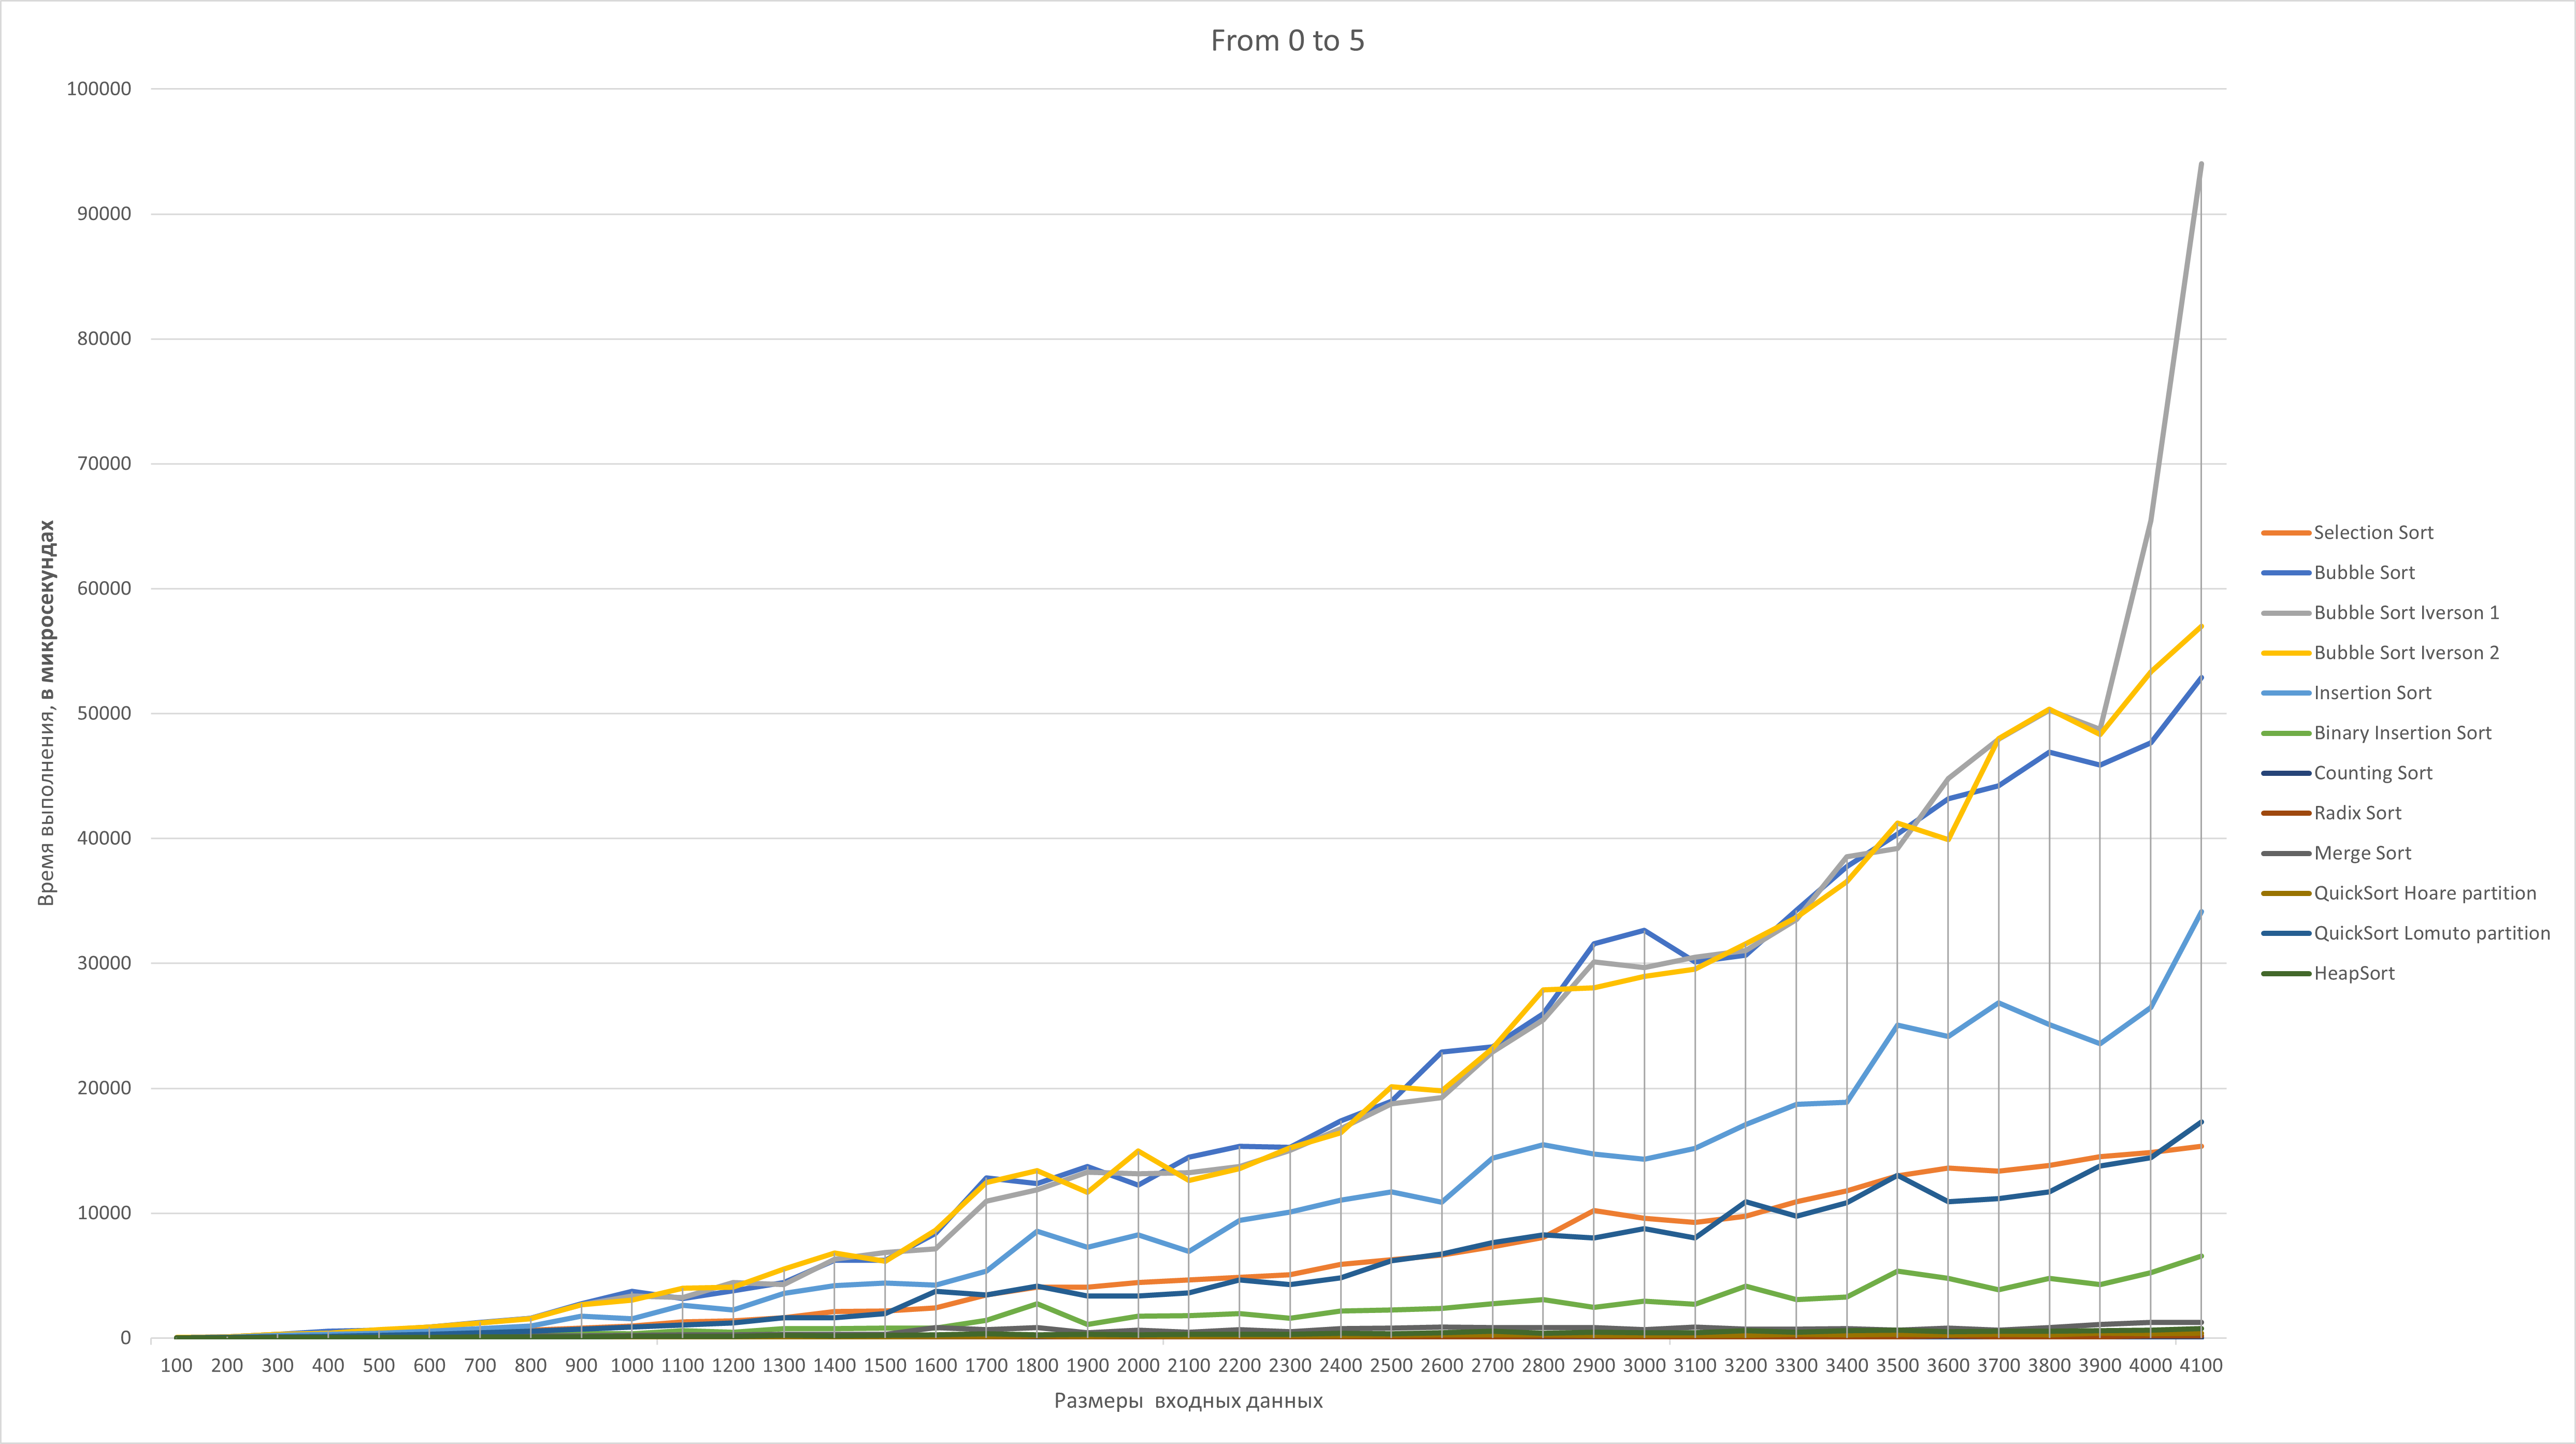 From 0 to 5
Время выполнения, в микросекундах
100000
90000
80000
70000
60000
50000
40000
30000
20000
10000
0
100 200 300 400 500 600 700 800 900 1000 1100 1200 1300 1400 1500 1600 1700 1800 1900 2000 2100 2200 2300 2400 2500 2600 2700 2800 2900 3000 3100 3200 3300 3400 3500 3600 3700 3800 3900 4000 4100
Размеры входных данных
Selection Sort
Bubble Sort
Bubble Sort Iverson 1
Bubble Sort Iverson 2
Insertion Sort
Binary Insertion Sort
Counting Sort
Radix Sort
Merge Sort
QuickSort Hoare partition
QuickSort Lomuto partition
HeapSort